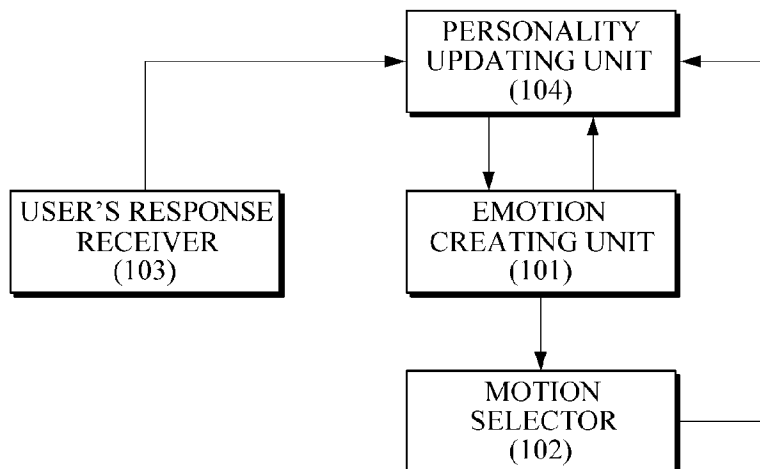 PERSONALITY
UPDATING UNIT
(104)
USER'S RESPONSE
RECEIVER
(103)
EMOTION
CREATING UNIT
(101)
MOTION
SELECTOR
(102)